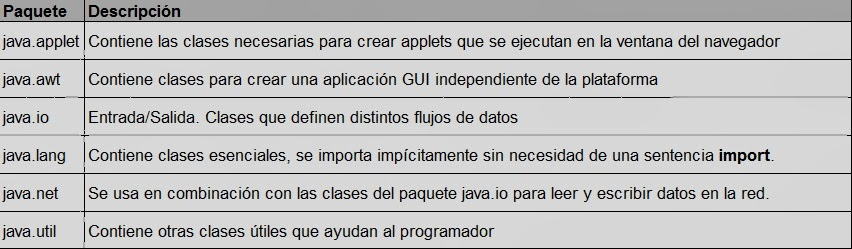 Paquete Descripción
java.applet Contiene las clases necesarias para crear applets que se ejecutan en la ventana del navegador
java.awt Contiene clases para crear una aplicación GUI independiente de la plataforma
java.io Entrada/Salida. Clases que definen distintos flujos de datos
java.lang Contiene clases esenciales, se importa impícitamente sin necesidad de una sentencia import.
java.net Se usa en combinación con las clases del paquete java.io para leer y escribir datos en la red.
java.util Contiene otras clases útiles que ayudan al programador